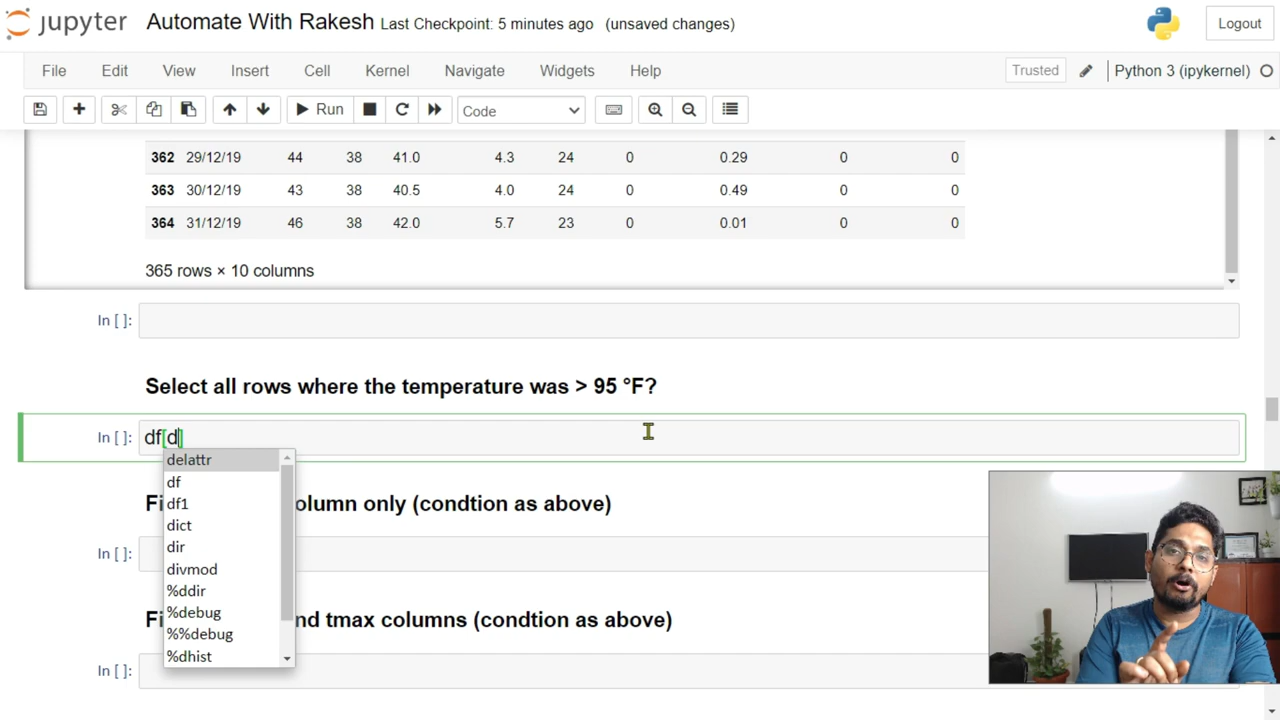 jupyter Automate With Rakesh Last Checkpoint: 5 minutes ago (unsaved changes) Logout
File Edit View Insert Cell Kernel Navigate Widgets Help Trusted Python 3 (ipykernel)
Run Code
362 29/12/19 44 38 41.0 4.3 24 0 0.29 0 0
363 30/12/19 43 38 40.5 4.0 24 0 0.49 0 0
364 31/12/19 46 38 42.0 5.7 23 0 0.01 0 0
365 rows × 10 columns
In [ ]:
Select all rows where the temperature was > 95 °F?
In [ ]: df[d]
delattr
df
df1
dict
dir
divmod
%ddir
%debug
%%debug
%dhist
olumn only (condtion as above)
In [ ]:
nd tmax columns (condtion as above)
In [ ]: